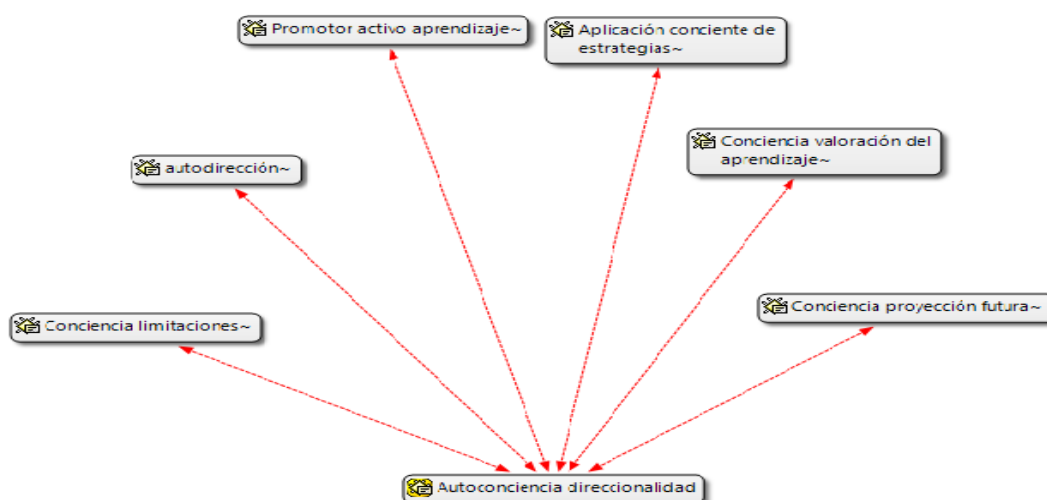 Promotor activo aprendizaje~
Aplicación conciente de
estrategias~
Conciencia valoración del
aprendizaje~
autodirección~
Conciencia proyección futura~
Conciencia limitaciones~
Autoconciencia direccionalidad